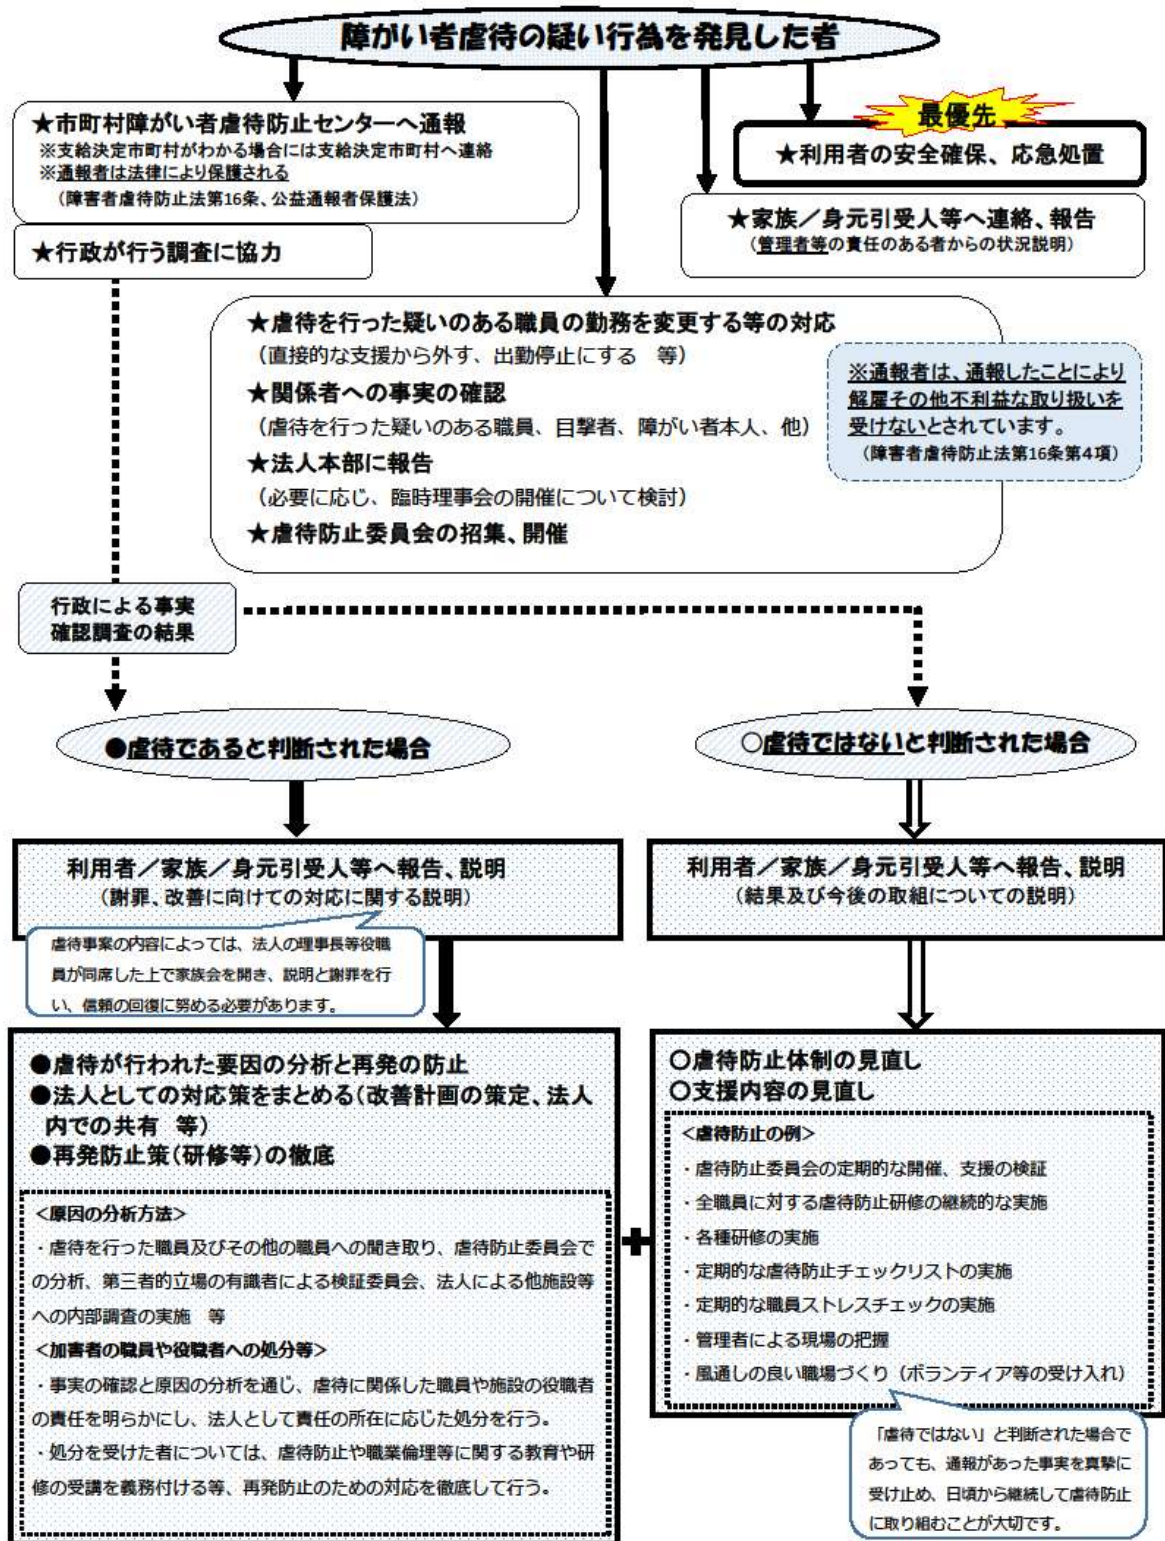 障がい者虐待の疑い行為を発見した者
★市町村障がい者虐待防止センターへ通報
※支給決定市町村がわかる場合には支給決定市町村へ連絡
※通報者は法律により保護される
（障害者虐待防止法第16条、公益通報者保護法）
最優先
★利用者の安全確保、応急処置
★家族／身元引受人等へ連絡、報告
（管理者等の責任のある者からの状況説明）
★行政が行う調査に協力
★虐待を行った疑いのある職員の勤務を変更する等の対応
（直接的な支援から外す、出勤停止にする　等）
★関係者への事実の確認
（虐待を行った疑いのある職員、目撃者、障がい者本人、他）
★法人本部に報告
（必要に応じ、臨時理事会の開催について検討）
★虐待防止委員会の招集、開催
※通報者は、通報したことにより
解雇その他不利益な取り扱いを
受けないとされています。
（障害者虐待防止法第16条第4項）
行政による事実
確認調査の結果
●虐待であると判断された場合
利用者／家族／身元引受人等へ報告、説明
（謝罪、改善に向けての対応に関する説明）
虐待事案の内容によっては、法人の理事長等役職
員が同席した上で家族会を開き、説明と謝罪を行
い、信頼の回復に努める必要があります。
●虐待が行われた要因の分析と再発の防止
●法人としての対応策をまとめる（改善計画の策定、法人
内での共有　等）
●再発防止策（研修等）の徹底
＜原因の分析方法＞
・虐待を行った職員及びその他の職員への聞き取り、虐待防止委員会で
の分析、第三者的立場の有識者による検証委員会、法人による他施設等
への内部調査の実施　等
＜加害者の職員や役職者への処分等＞
・事実の確認と原因の分析を通じ、虐待に関係した職員や施設の役職者
の責任を明らかにし、法人として責任の所在に応じた処分を行う。
・処分を受けた者については、虐待防止や職業倫理等に関する教育や研
修の受講を義務付ける等、再発防止のための対応を徹底して行う。
○虐待ではないと判断された場合
利用者／家族／身元引受人等へ報告、説明
（結果及び今後の取組についての説明）
○虐待防止体制の見直し
○支援内容の見直し
＜虐待防止の例＞
・虐待防止委員会の定期的な開催、支援の検証
・全職員に対する虐待防止研修の継続的な実施
・各種研修の実施
・定期的な虐待防止チェックリストの実施
・定期的な職員ストレスチェックの実施
・管理者による現場の把握
・風通しの良い職場づくり（ボランティア等の受け入れ）
「虐待ではない」と判断された場合で
あっても、通報があった事実を真摯に
受け止め、日頃から継続して虐待防止
に取り組むことが大切です。